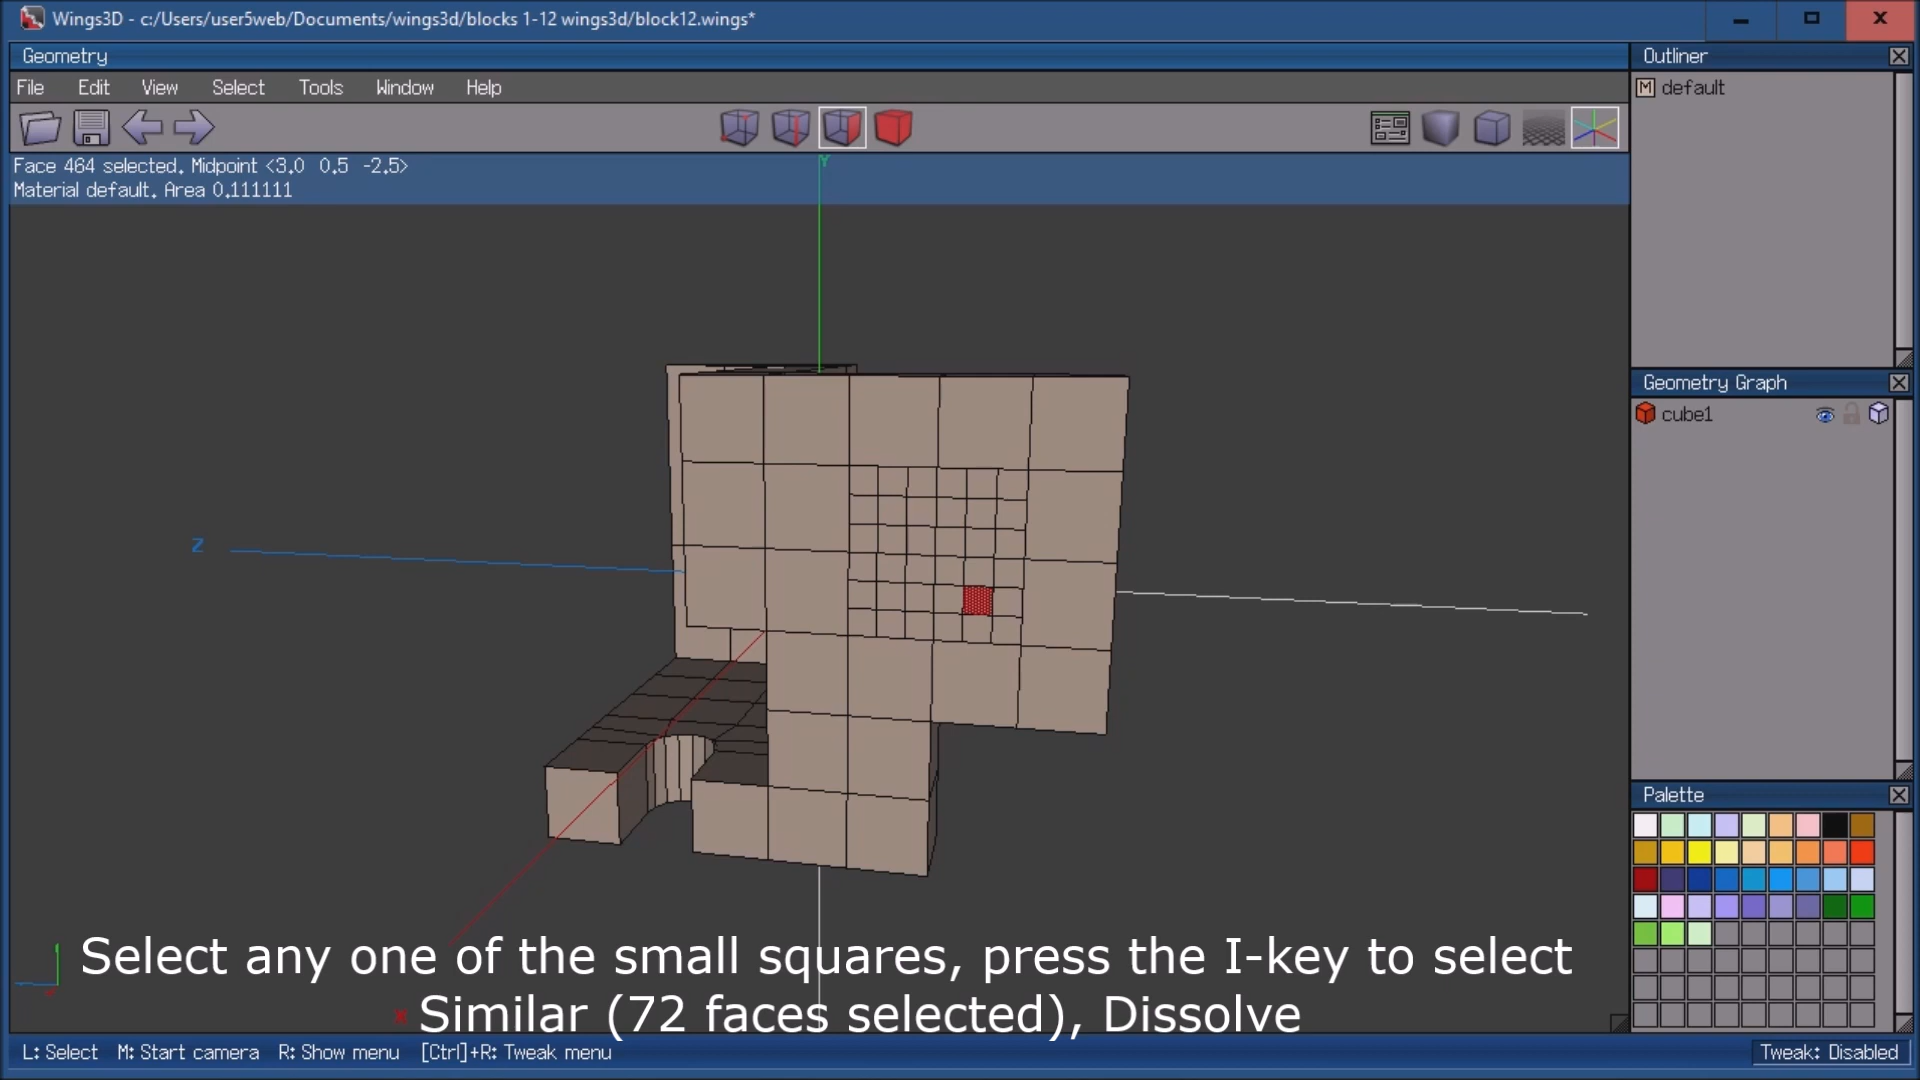 Wings3D - c:/Users/user5web/Documents/wings3d/blocks 1-12 wings3d/block12.wings*
Geometry
File Edit View Select Tools Window Help
Face 464 selected. Midpoint <3.0 0.5 -2.5>
Material default. Area 0.111111
Y
Z
X
Outliner
M default
Geometry Graph
cube1
Palette
Select any one of the small squares, press the I-key to select
Similar (72 faces selected), Dissolve
L: Select M: Start camera R: Show menu [Ctrl]+R: Tweak menu
Tweak: Disabled